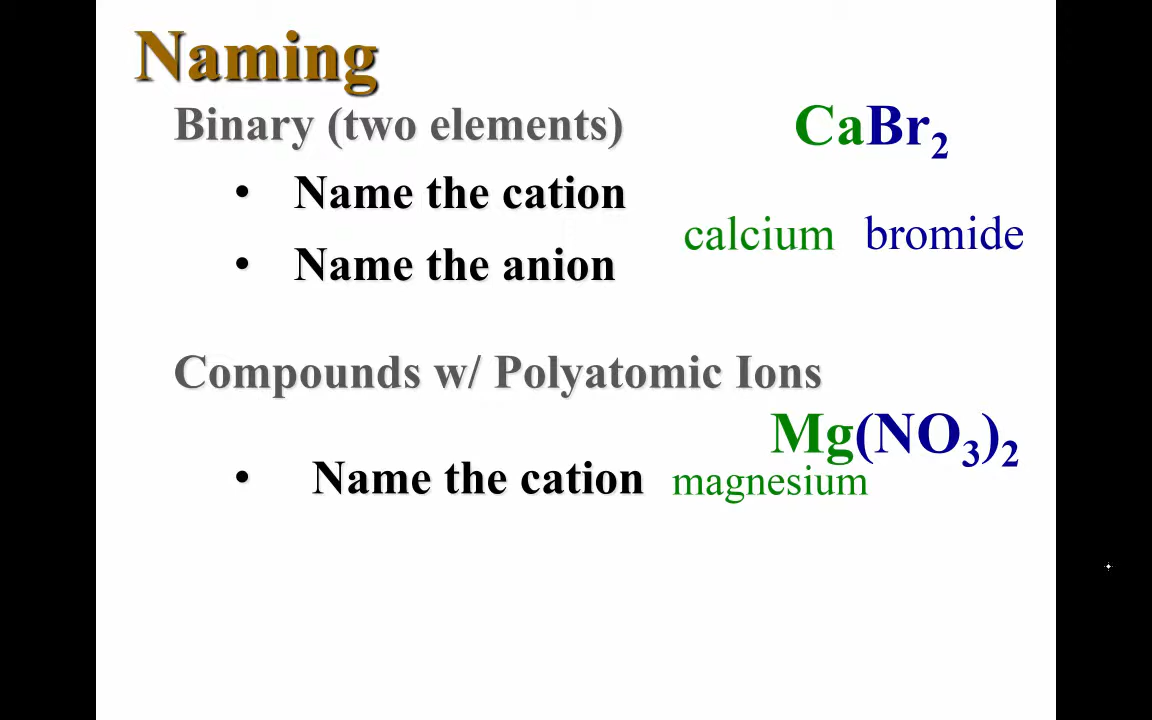 Naming
Binary (two elements)
CaBr₂
• Name the cation
calcium bromide
• Name the anion
Compounds w/ Polyatomic Ions
Mg(NO₃)₂
• Name the cation
magnesium